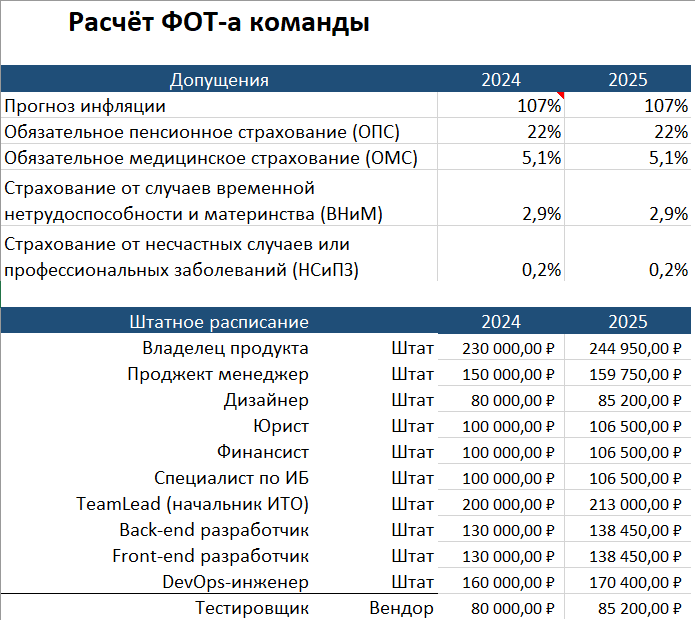 Расчёт ФОТ-а команды
Допущения 2024 2025
Прогноз инфляции 107% 107%
Обязательное пенсионное страхование (ОПС) 22% 22%
Обязательное медицинское страхование (ОМС) 5,1% 5,1%
Страхование от случаев временной
нетрудоспособности и материнства (ВНиМ) 2,9% 2,9%
Страхование от несчастных случаев или
профессиональных заболеваний (НСиПЗ) 0,2% 0,2%
Штатное расписание 2024 2025
Владелец продукта Штат 230 000,00 ₽ 244 950,00 ₽
Проджект менеджер Штат 150 000,00 ₽ 159 750,00 ₽
Дизайнер Штат 80 000,00 ₽ 85 200,00 ₽
Юрист Штат 100 000,00 ₽ 106 500,00 ₽
Финансист Штат 100 000,00 ₽ 106 500,00 ₽
Специалист по ИБ Штат 100 000,00 ₽ 106 500,00 ₽
TeamLead (начальник ИТО) Штат 200 000,00 ₽ 213 000,00 ₽
Back-end разработчик Штат 130 000,00 ₽ 138 450,00 ₽
Front-end разработчик Штат 130 000,00 ₽ 138 450,00 ₽
DevOps-инженер Штат 160 000,00 ₽ 170 400,00 ₽
Тестировщик Вендор 80 000,00 ₽ 85 200,00 ₽